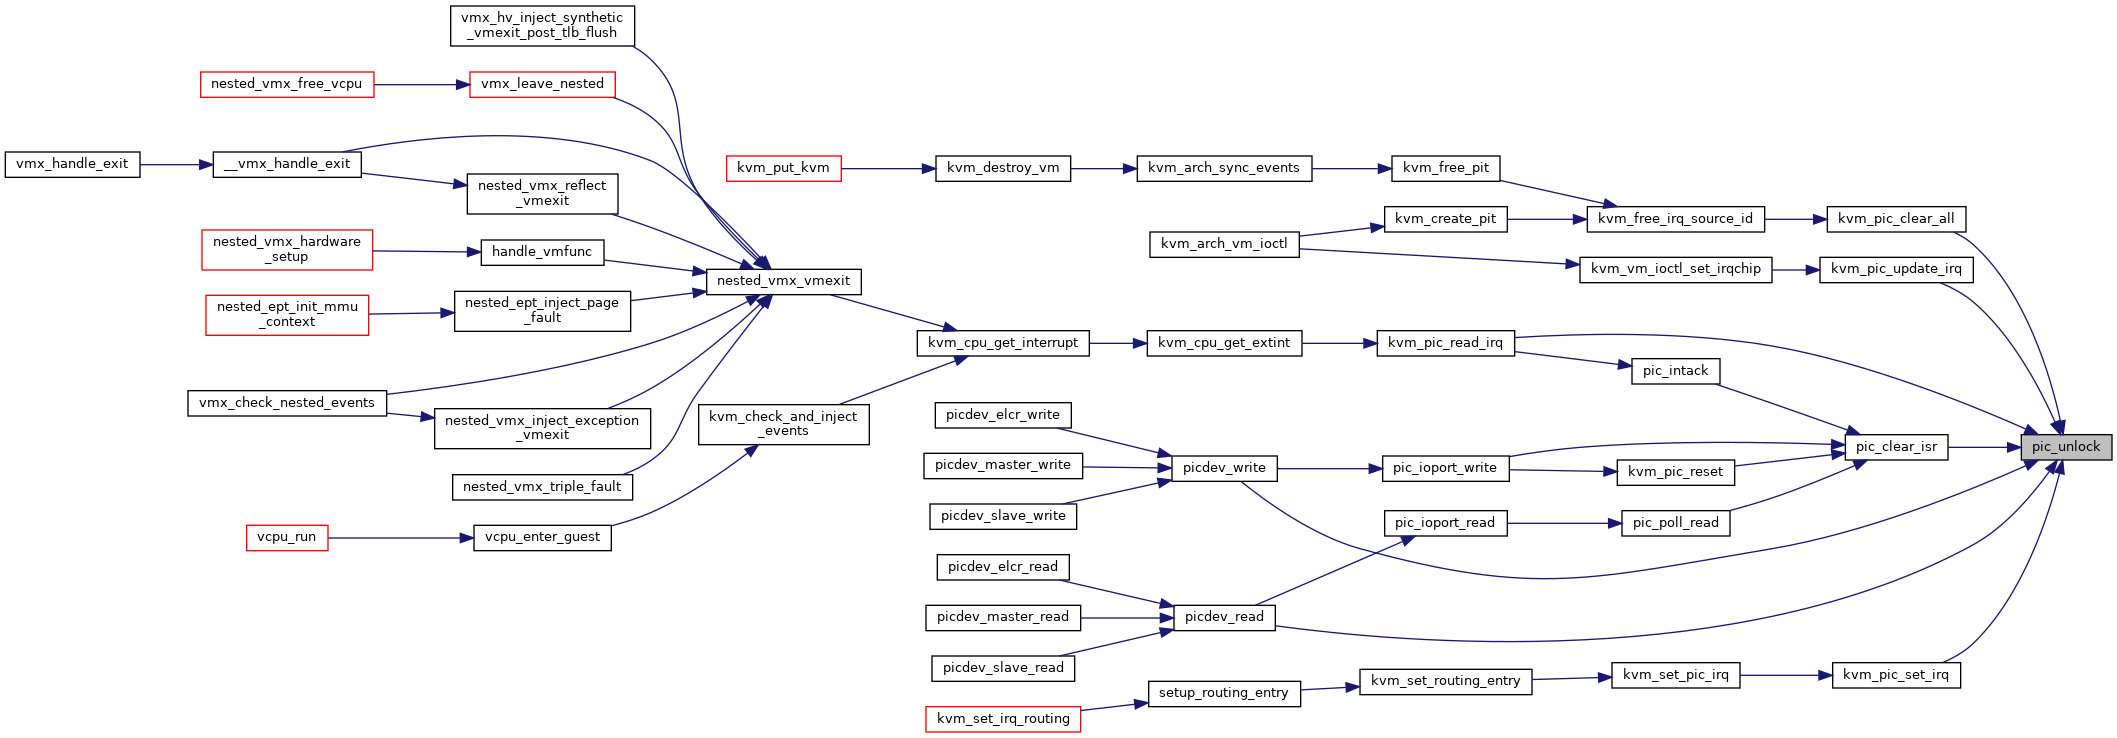 vmx_hv_inject_synthetic
_vmexit_post_tlb_flush
nested_vmx_free_vcpu
vmx_leave_nested
vmx_handle_exit
__vmx_handle_exit
nested_vmx_reflect
_vmexit
nested_vmx_hardware
_setup
handle_vmfunc
nested_vmx_vmexit
nested_ept_init_mmu
_context
nested_ept_inject_page
_fault
vmx_check_nested_events
nested_vmx_inject_exception
_vmexit
nested_vmx_triple_fault
vcpu_run
vcpu_enter_guest
kvm_check_and_inject
_events
kvm_put_kvm
kvm_destroy_vm
kvm_arch_sync_events
kvm_free_pit
kvm_create_pit
kvm_free_irq_source_id
kvm_pic_clear_all
kvm_arch_vm_ioctl
kvm_vm_ioctl_set_irqchip
kvm_pic_update_irq
kvm_cpu_get_interrupt
kvm_cpu_get_extint
kvm_pic_read_irq
pic_intack
picdev_elcr_write
picdev_master_write
picdev_slave_write
picdev_write
pic_ioport_write
kvm_pic_reset
pic_clear_isr
pic_unlock
pic_ioport_read
pic_poll_read
picdev_elcr_read
picdev_master_read
picdev_slave_read
picdev_read
kvm_set_irq_routing
setup_routing_entry
kvm_set_routing_entry
kvm_set_pic_irq
kvm_pic_set_irq